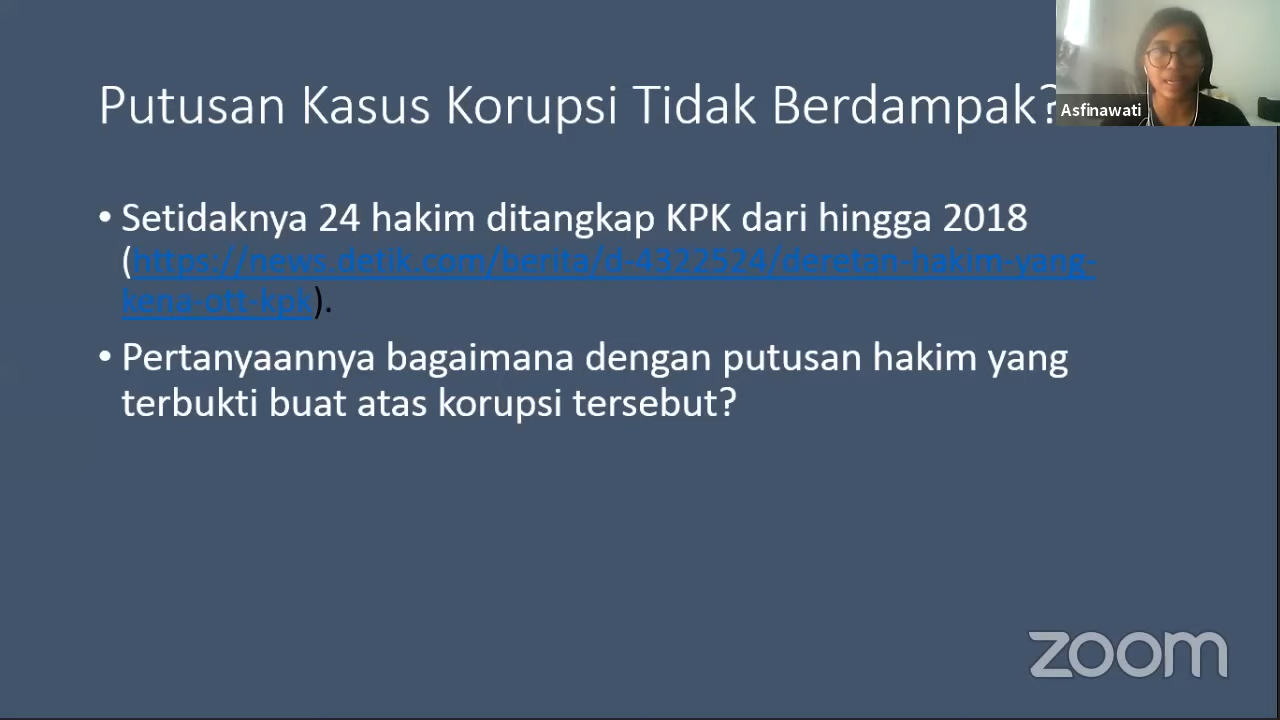 Putusan Kasus Korupsi Tidak Berdampak?
Asfinawati
• Setidaknya 24 hakim ditangkap KPK dari hingga 2018
(https://news.detik.com/berita/d-4322524/deretan-hakim-yang-
kena-ott-kpk).
• Pertanyaannya bagaimana dengan putusan hakim yang
terbukti buat atas korupsi tersebut?
zoom